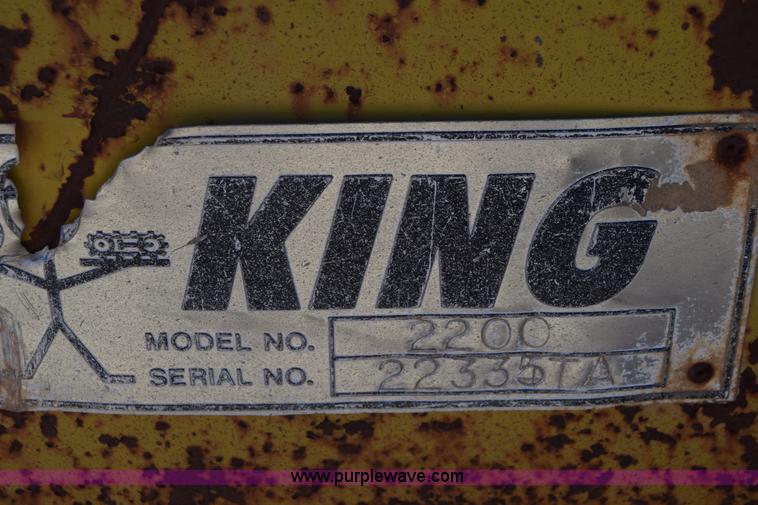 KING
MODEL NO. 2200
SERIAL NO. 22335TA
www.purplewave.com